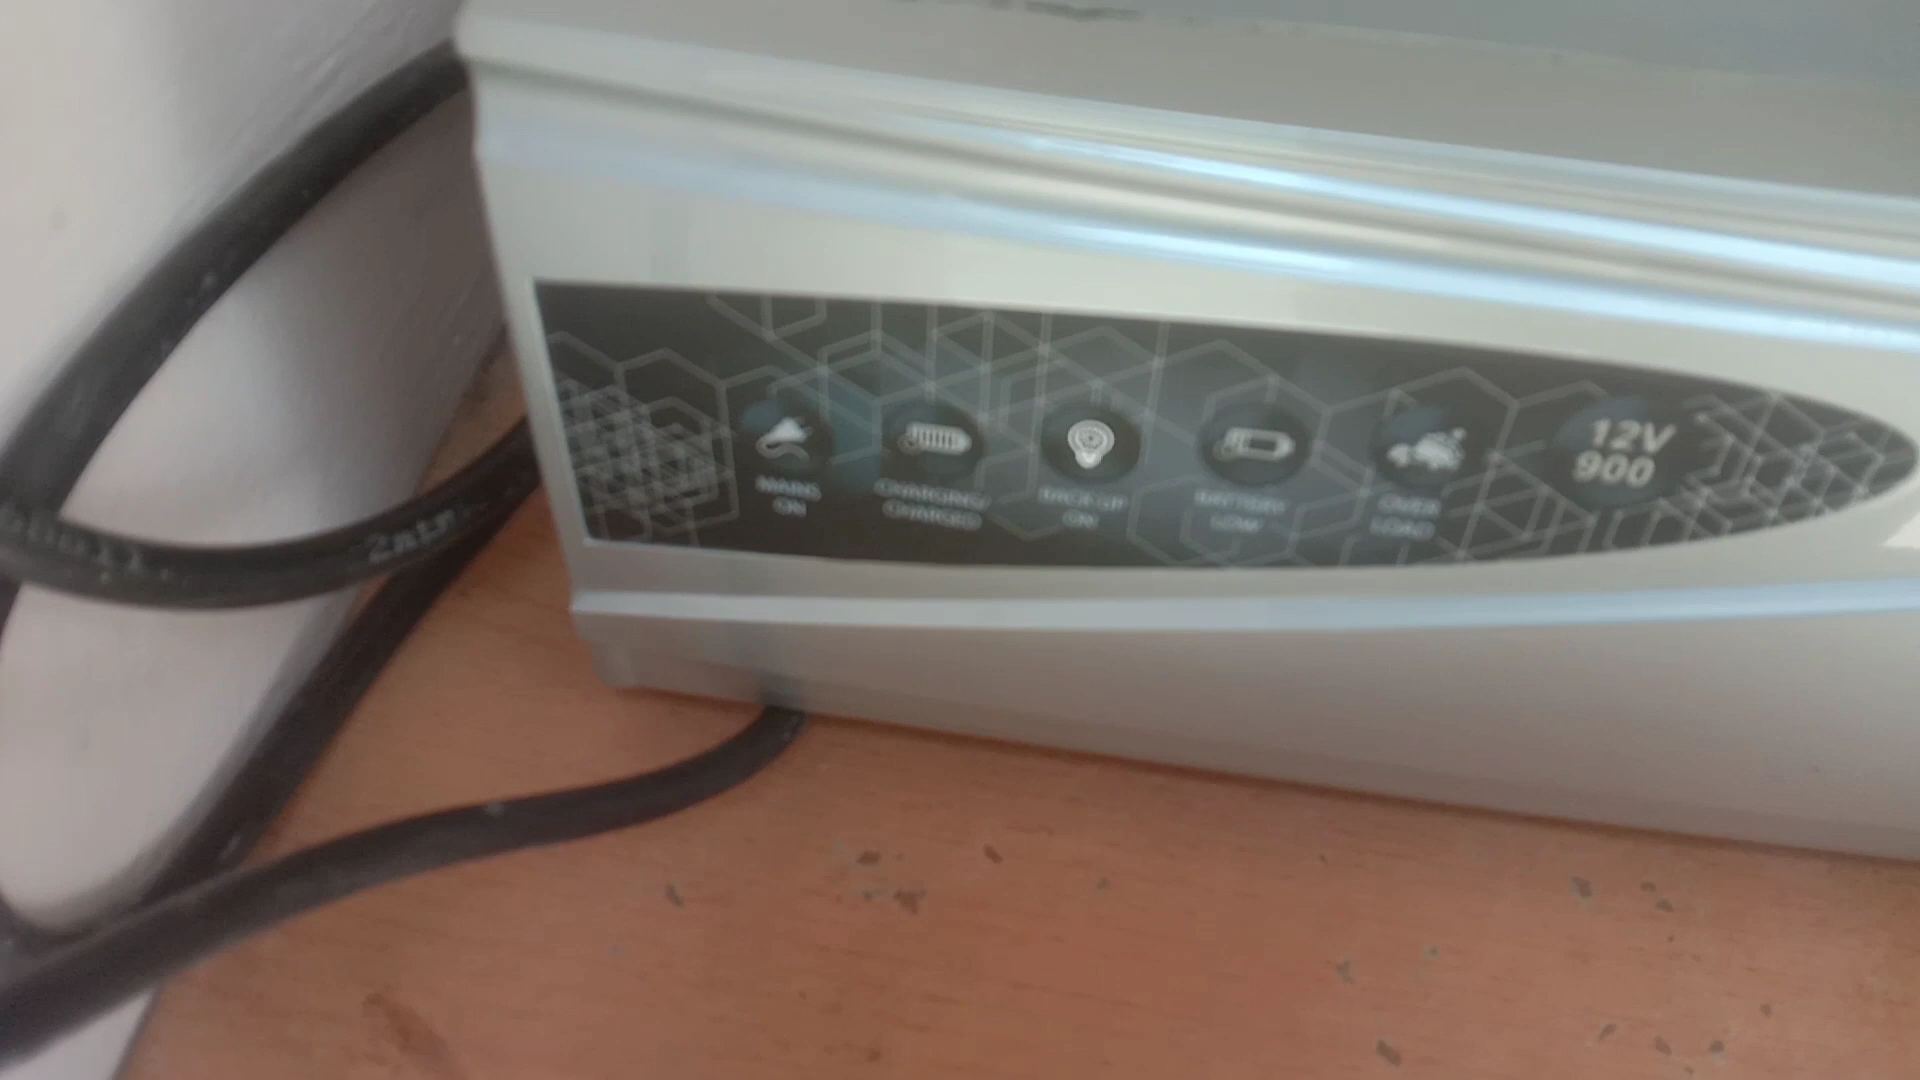 MAINS
ON
CHARGING/
CHARGED
BACK UP
ON
BATTERY
LOW
OVER
LOAD
12V
900